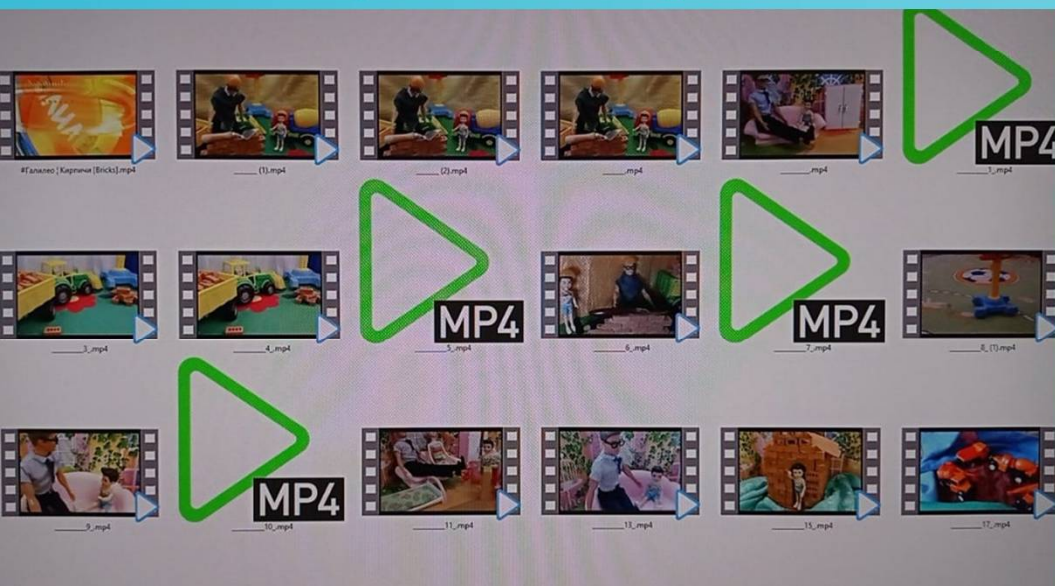 MP4
#Галилео ¦ Кирпичи [Bricks].mp4
_____ (1).mp4
_____ (2).mp4
_____.mp4
_____.mp4
_____1_.mp4
MP4
MP4
_____3_.mp4
_____4_.mp4
_____5_.mp4
_____6_.mp4
_____7_.mp4
_____8_ (1).mp4
MP4
_____9_.mp4
_____10_.mp4
_____11_.mp4
_____13_.mp4
_____15_.mp4
_____17_.mp4